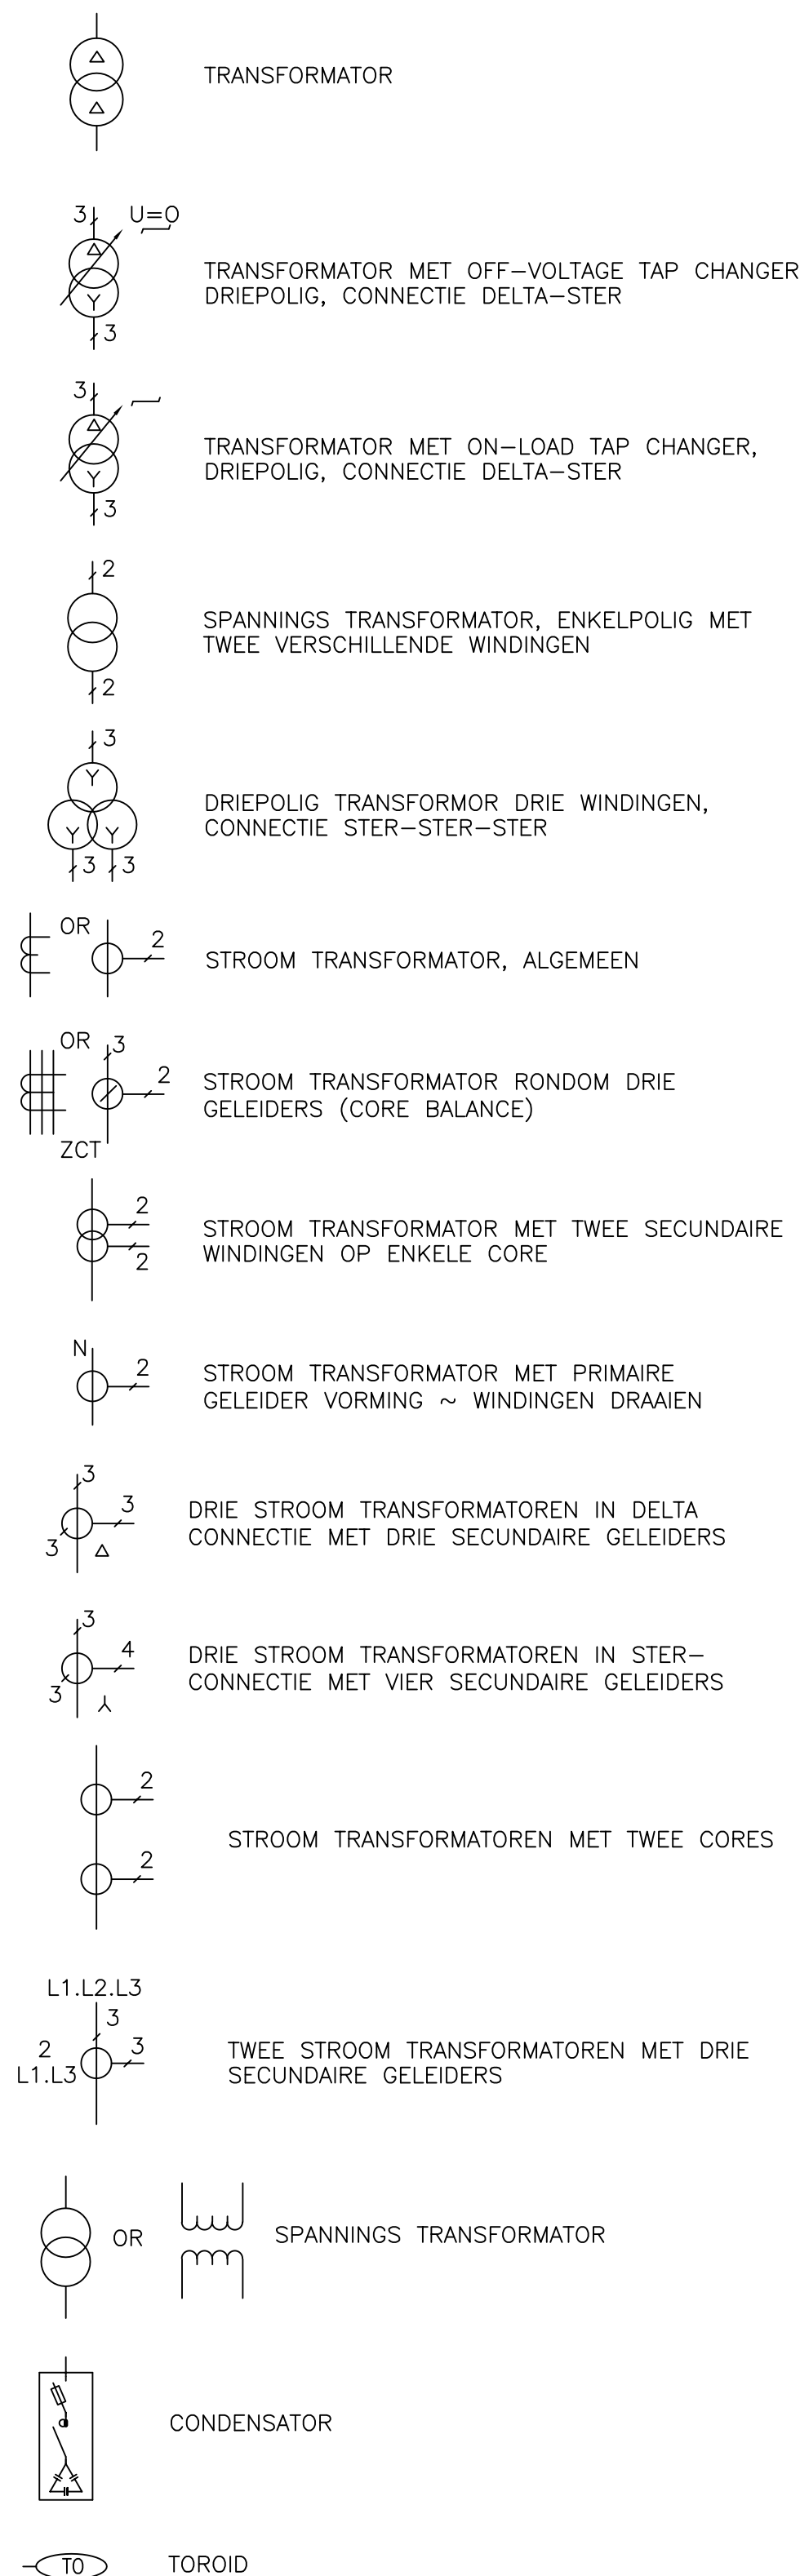 TRANSFORMATOR
3 U=0
TRANSFORMATOR MET OFF-VOLTAGE TAP CHANGER
DRIEPOLIG, CONNECTIE DELTA-STER
Y
3
3
TRANSFORMATOR MET ON-LOAD TAP CHANGER,
DRIEPOLIG, CONNECTIE DELTA-STER
Y
3
2
SPANNINGS TRANSFORMATOR, ENKELPOLIG MET
TWEE VERSCHILLENDE WINDINGEN
2
3
Y
DRIEPOLIG TRANSFORMOR DRIE WINDINGEN,
CONNECTIE STER-STER-STER
Y Y
3 3
OR
2
STROOM TRANSFORMATOR, ALGEMEEN
OR
3
2
STROOM TRANSFORMATOR RONDOM DRIE
GELEIDERS (CORE BALANCE)
ZCT
2
STROOM TRANSFORMATOR MET TWEE SECUNDAIRE
WINDINGEN OP ENKELE CORE
2
N
2
STROOM TRANSFORMATOR MET PRIMAIRE
GELEIDER VORMING ~ WINDINGEN DRAAIEN
3
3
DRIE STROOM TRANSFORMATOREN IN DELTA
CONNECTIE MET DRIE SECUNDAIRE GELEIDERS
3
3
4
DRIE STROOM TRANSFORMATOREN IN STER-
CONNECTIE MET VIER SECUNDAIRE GELEIDERS
3
2
STROOM TRANSFORMATOREN MET TWEE CORES
2
L1.L2.L3
3
2 3
L1.L3
TWEE STROOM TRANSFORMATOREN MET DRIE
SECUNDAIRE GELEIDERS
OR
SPANNINGS TRANSFORMATOR
CONDENSATOR
TO
TOROID